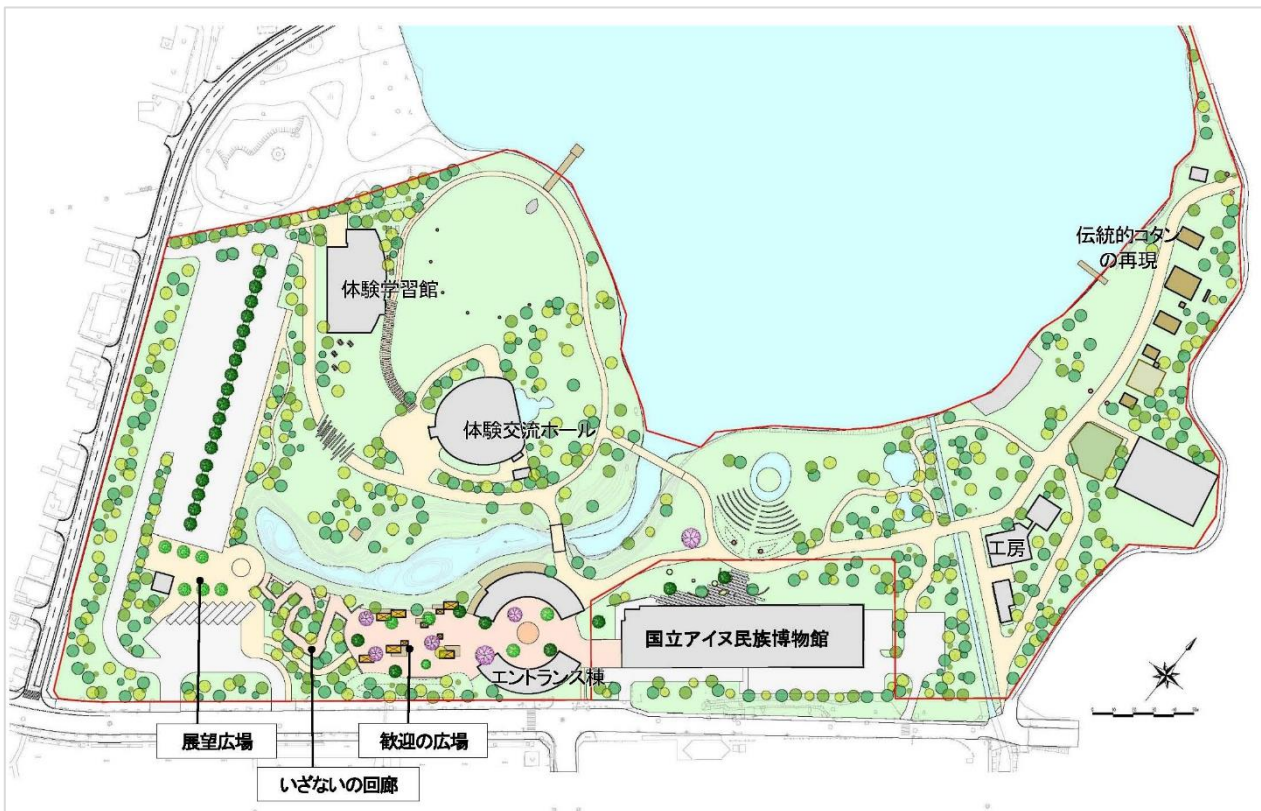 伝統的コタン
の再現
体験学習館
体験交流ホール
工房
国立アイヌ民族博物館
エントランス棟
展望広場
歓迎の広場
いざないの回廊